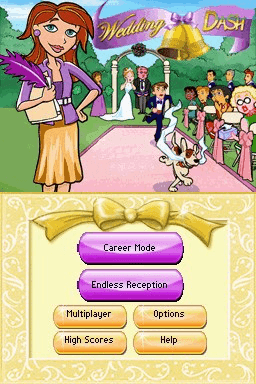 Wedding DASH
Career Mode
Endless Reception
Multiplayer Options
High Scores Help